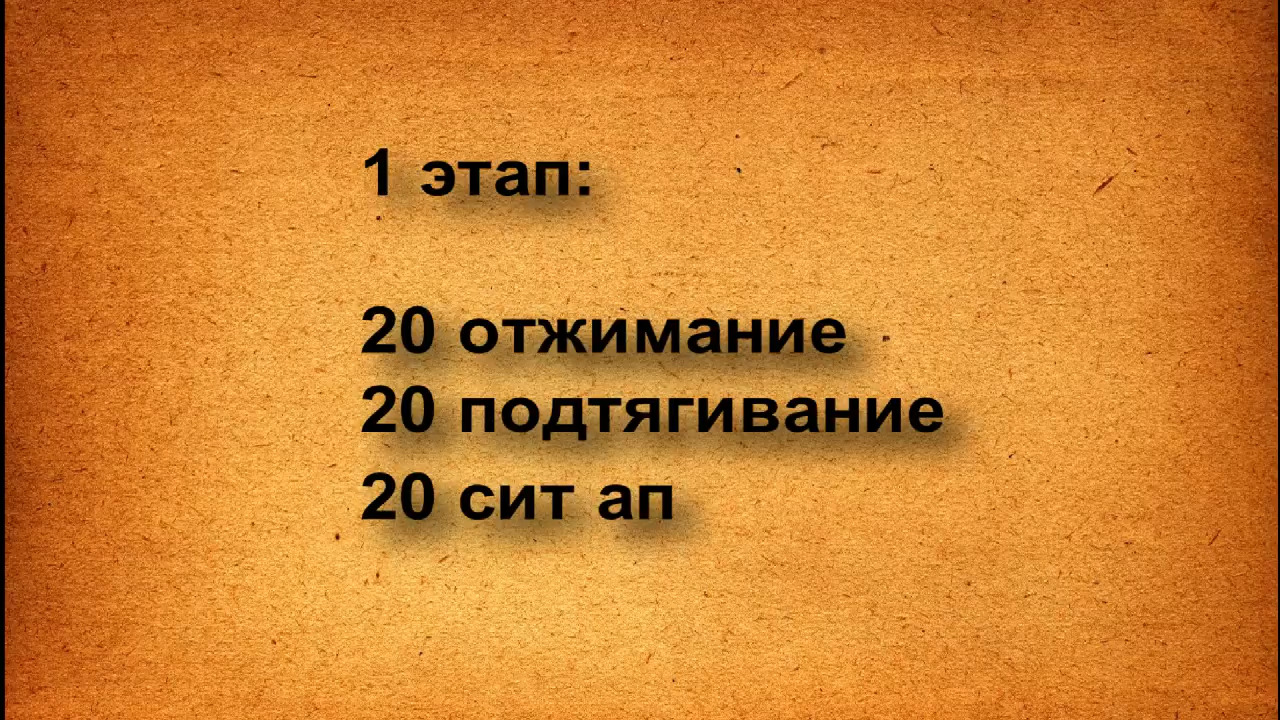 1 этап:
20 отжимание
20 подтягивание
20 сит ап